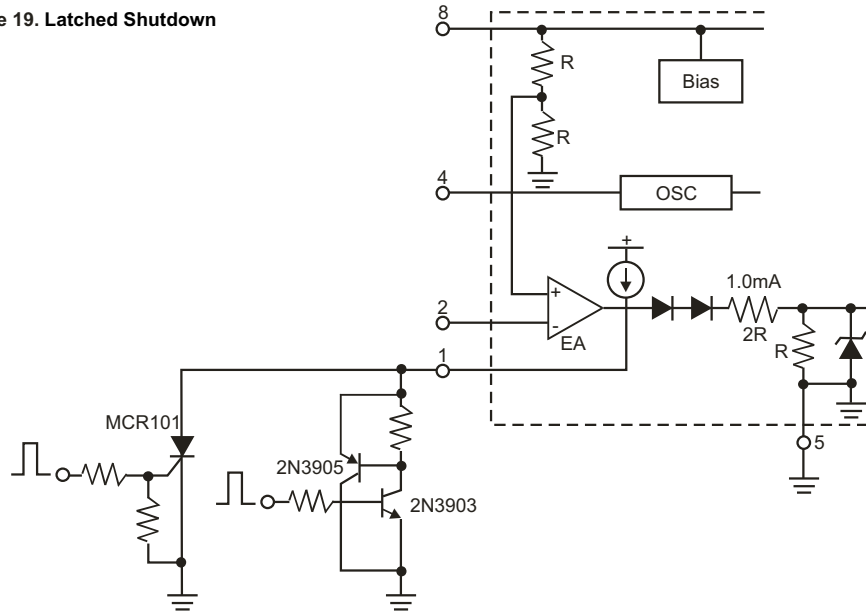 e 19. Latched Shutdown
8
R
Bias
R
4
OSC
+
1.0mA
+
2
-
EA
2R
R
1
MCR101
2N3905
5
2N3903